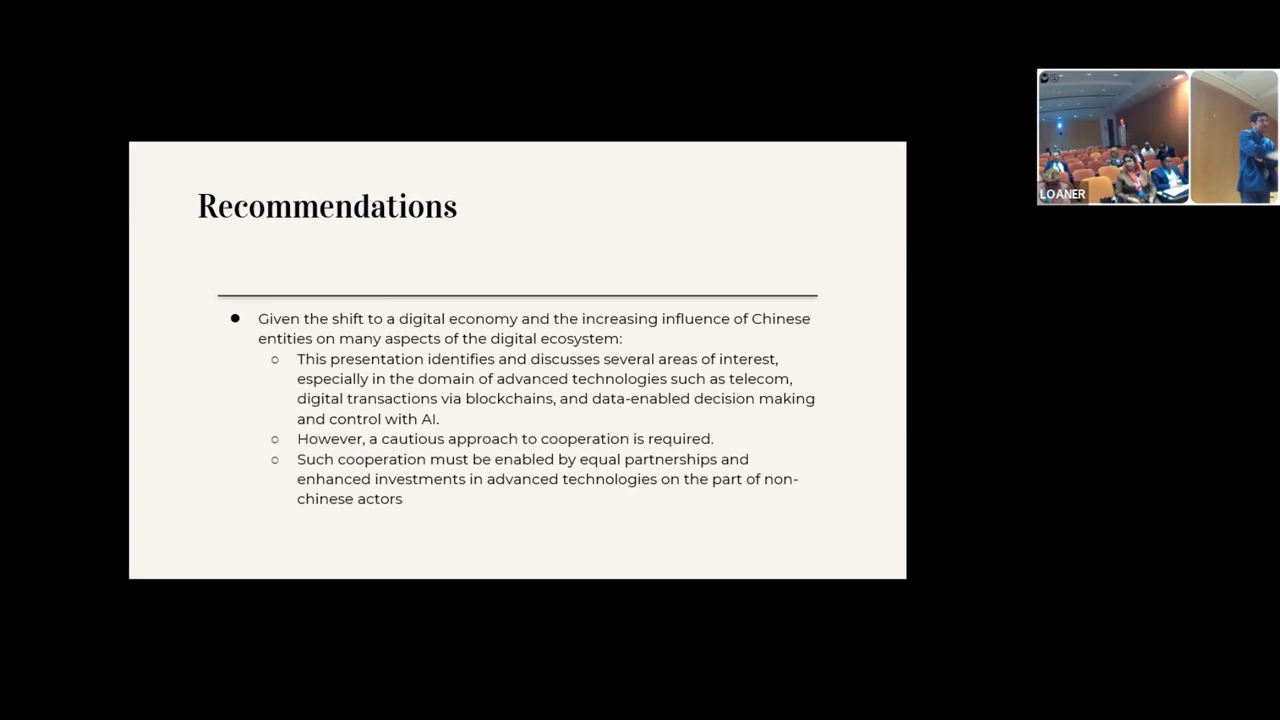 Recommendations
● Given the shift to a digital economy and the increasing influence of Chinese
entities on many aspects of the digital ecosystem:
○ This presentation identifies and discusses several areas of interest,
especially in the domain of advanced technologies such as telecom,
digital transactions via blockchains, and data-enabled decision making
and control with AI.
○ However, a cautious approach to cooperation is required.
○ Such cooperation must be enabled by equal partnerships and
enhanced investments in advanced technologies on the part of non-
chinese actors
LOANER